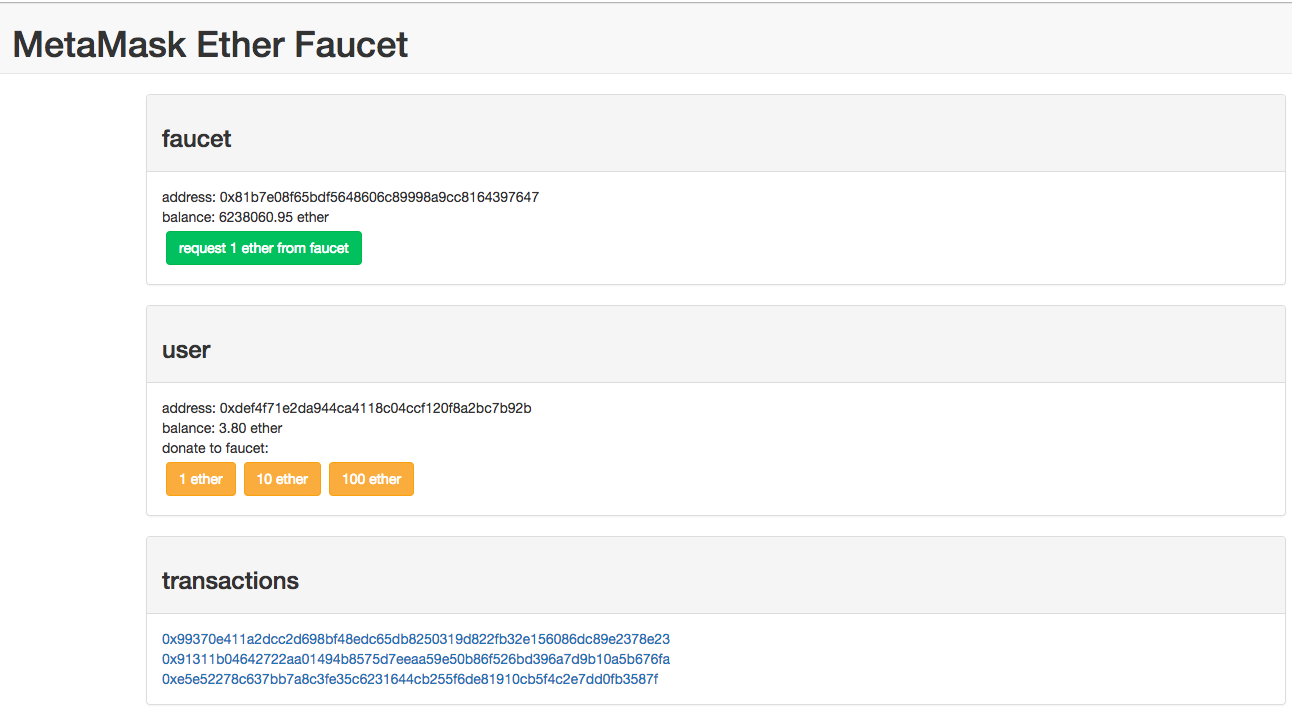 MetaMask Ether Faucet
faucet
address: 0x81b7e08f65bdf5648606c89998a9cc8164397647
balance: 6238060.95 ether
request 1 ether from faucet
user
address: 0xdef4f71e2da944ca4118c04ccf120f8a2bc7b92b
balance: 3.80 ether
donate to faucet:
1 ether 10 ether 100 ether
transactions
0x99370e411a2dcc2d698bf48edc65db8250319d822fb32e156086dc89e2378e23
0x91311b04642722aa01494b8575d7eeaa59e50b86f526bd396a7d9b10a5b676fa
0xe5e52278c637bb7a8c3fe35c6231644cb255f6de81910cb5f4c2e7dd0fb3587f